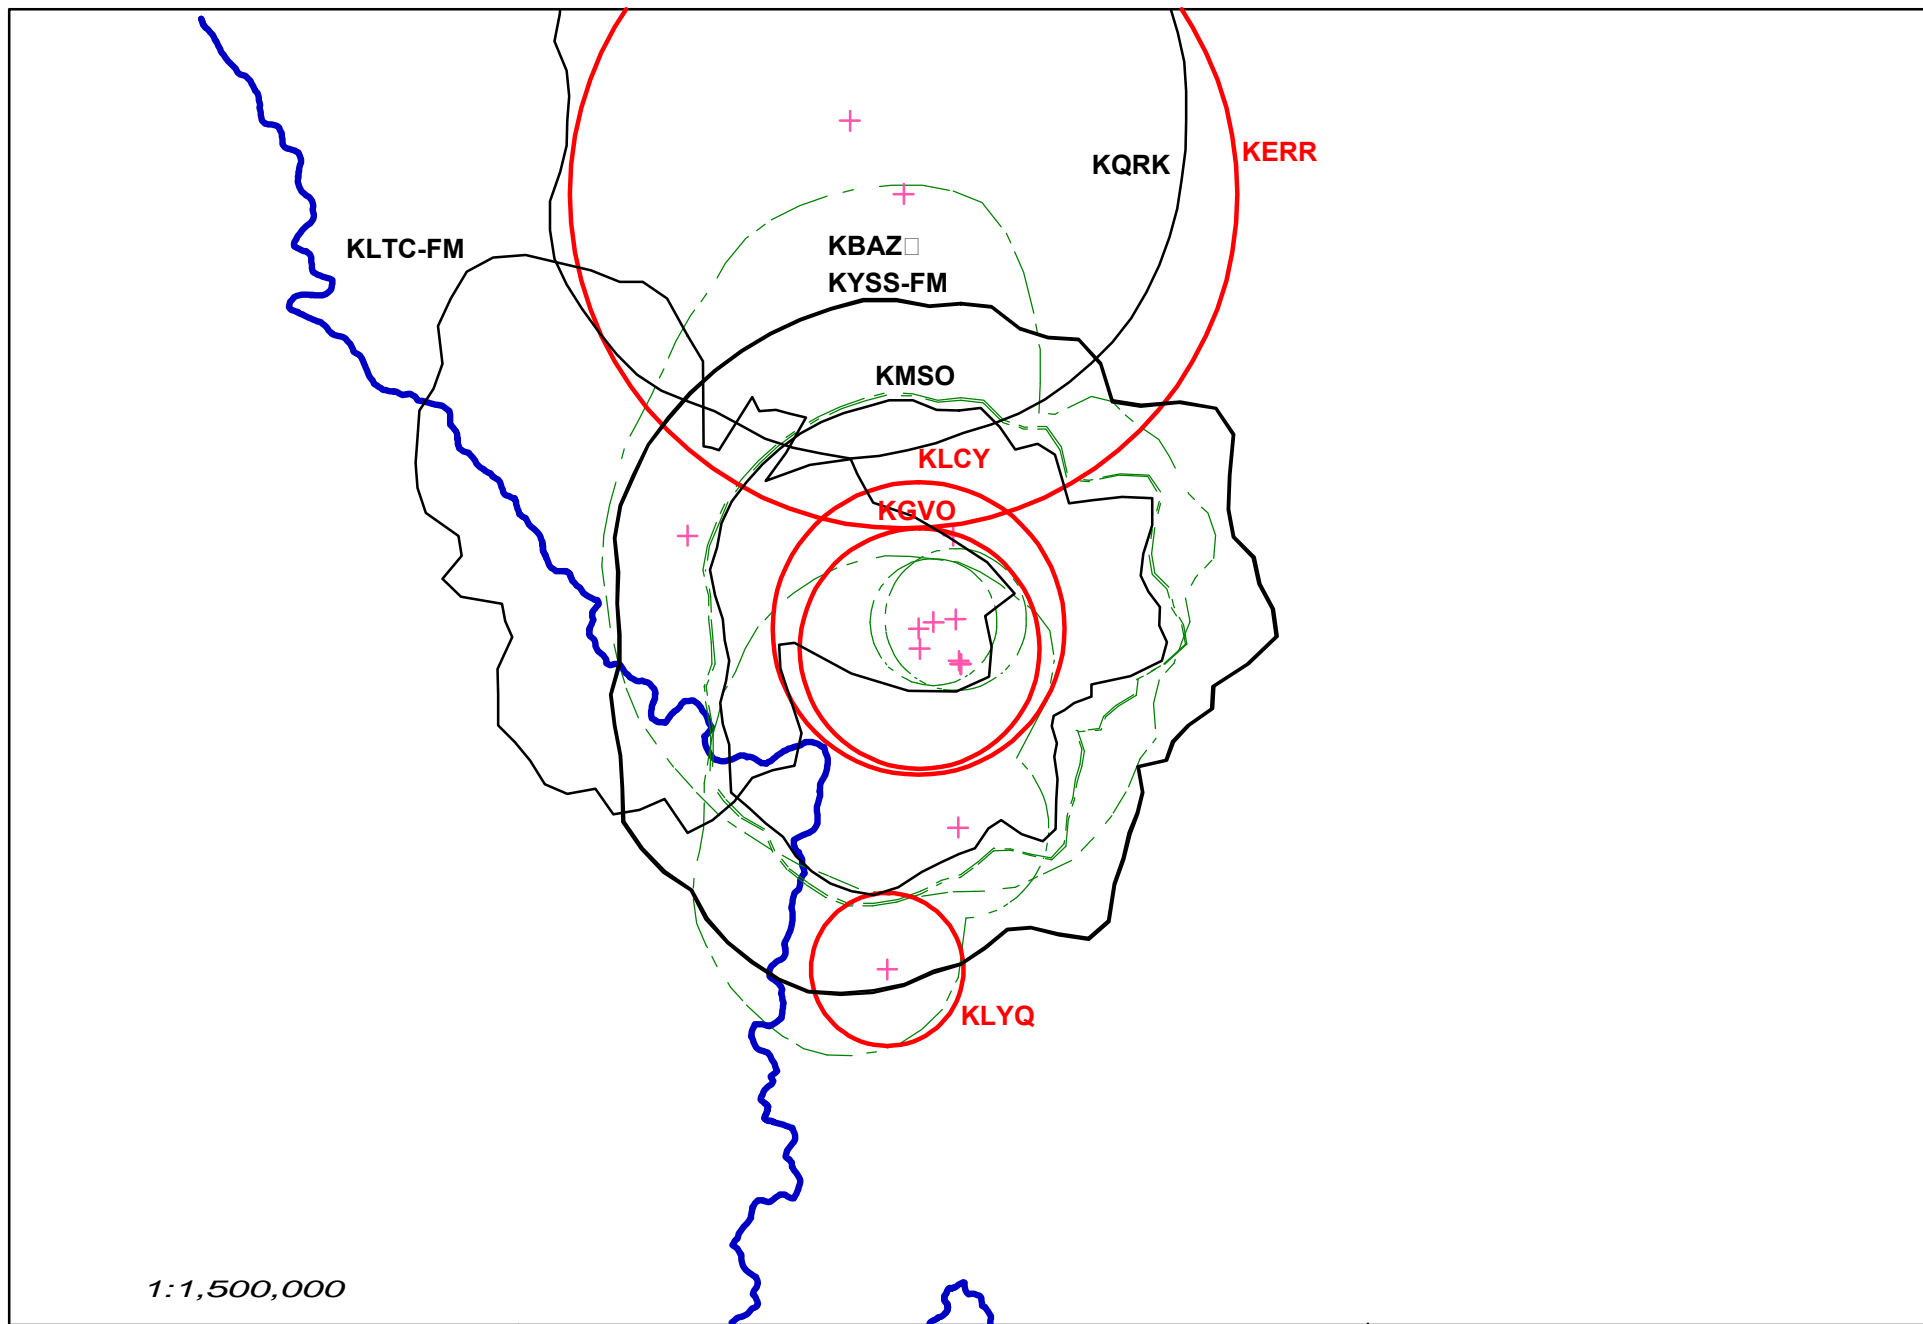 KQRK
KERR
KLTC-FM
KBAZ□
KYSS-FM
KMSO
KLCY
KGVO
KLYQ
1:1,500,000